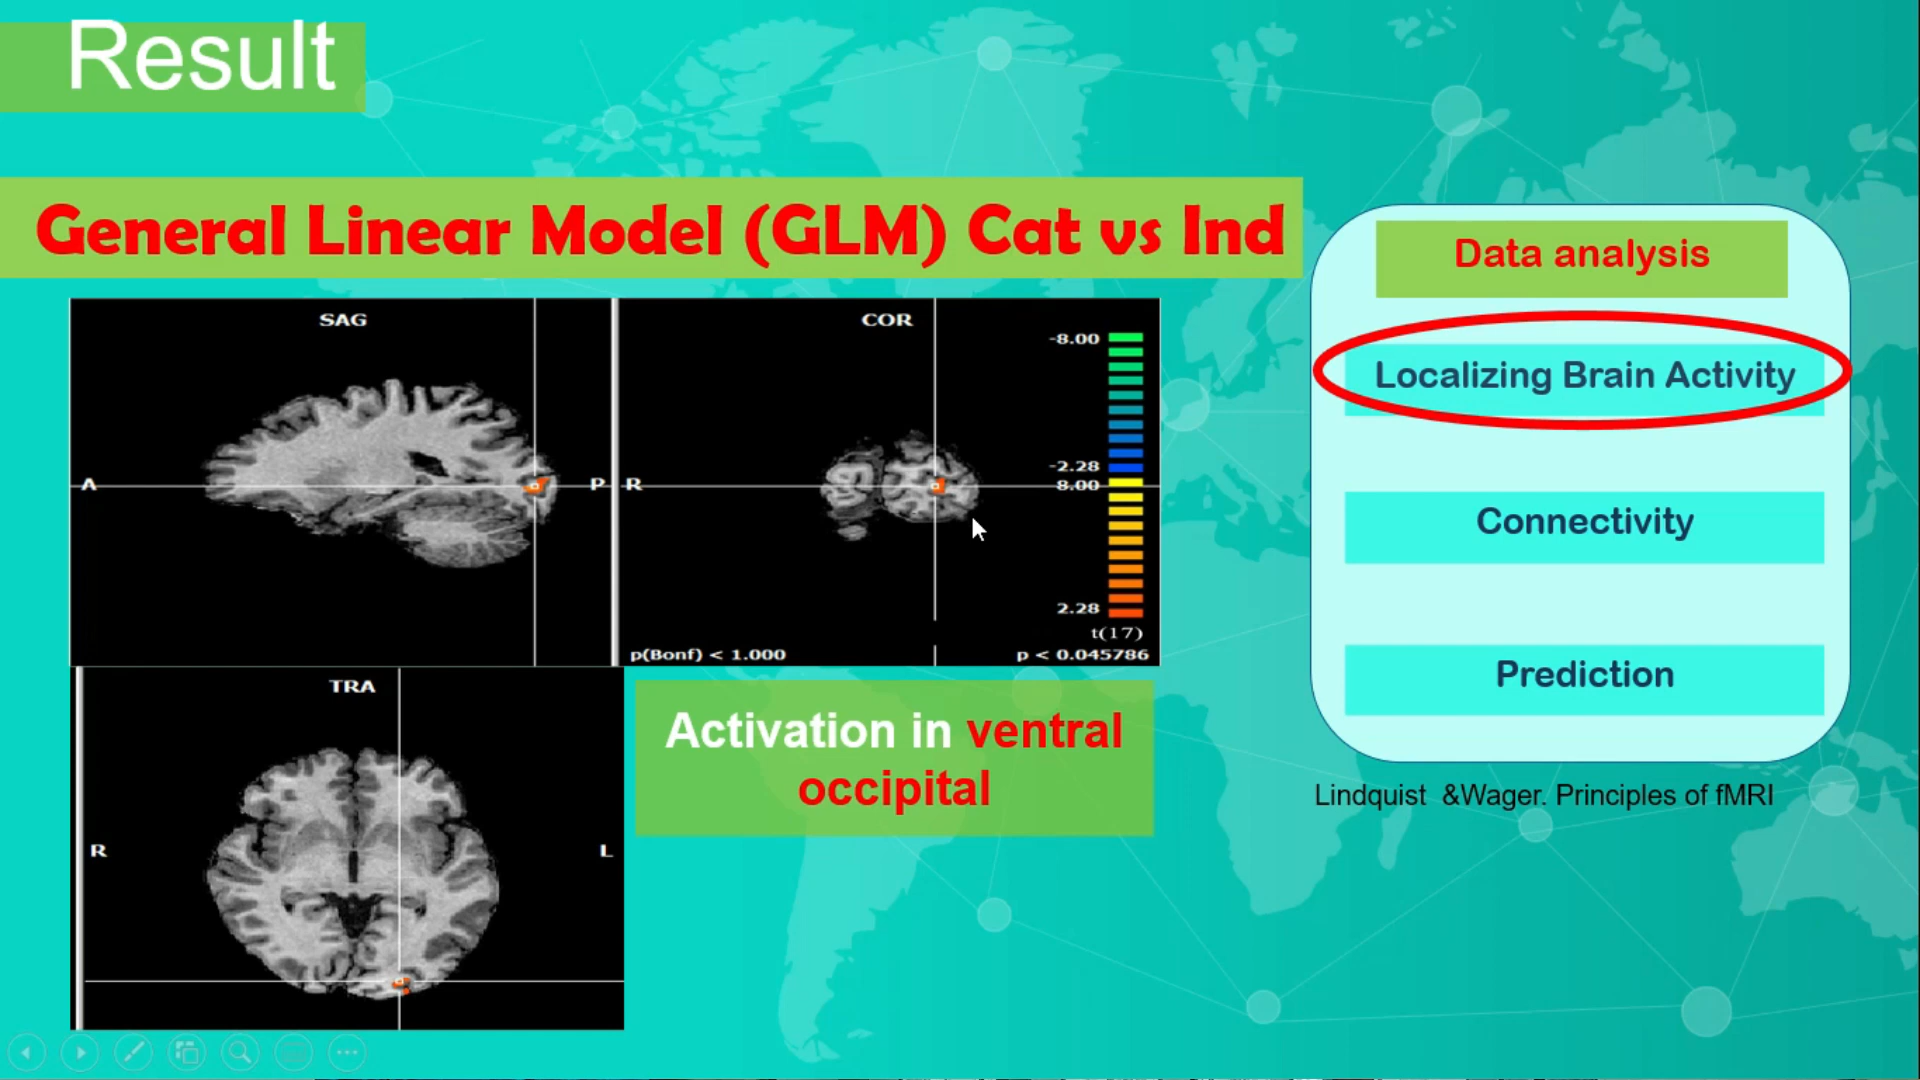 Result
General Linear Model (GLM) Cat vs Ind
SAG
A
P
COR
R
-8.00
-2.28
8.00
2.28
t(17)
p(Bonf) < 1.000
p < 0.045786
TRA
R
L
Activation in ventral
occipital
Data analysis
Localizing Brain Activity
Connectivity
Prediction
Lindquist &Wager. Principles of fMRI